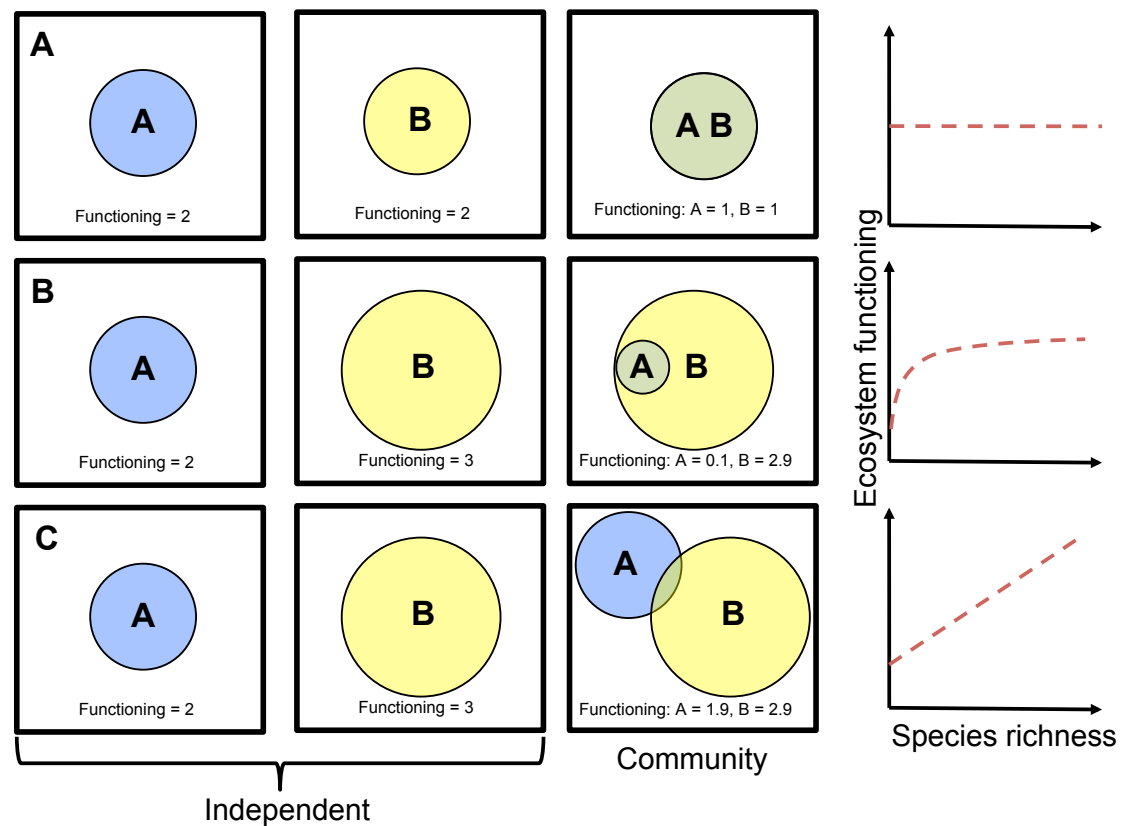 A
A
Functioning = 2
B
Functioning = 2
A B
Functioning: A = 1, B = 1
B
A
Functioning = 2
B
Functioning = 3
A B
Functioning: A = 0.1, B = 2.9
C
A
Functioning = 2
B
Functioning = 3
A
B
Functioning: A = 1.9, B = 2.9
Independent
Community
Ecosystem functioning
Species richness